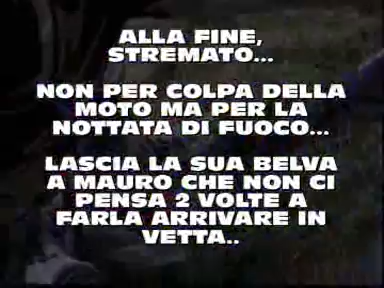 ALLA FINE,
STREMATO...
NON PER COLPA DELLA
MOTO MA PER LA
NOTTATA DI FUOCO...
LASCIA LA SUA BELVA
A MAURO CHE NON CI
PENSA 2 VOLTE A
FARLA ARRIVARE IN
VETTA..